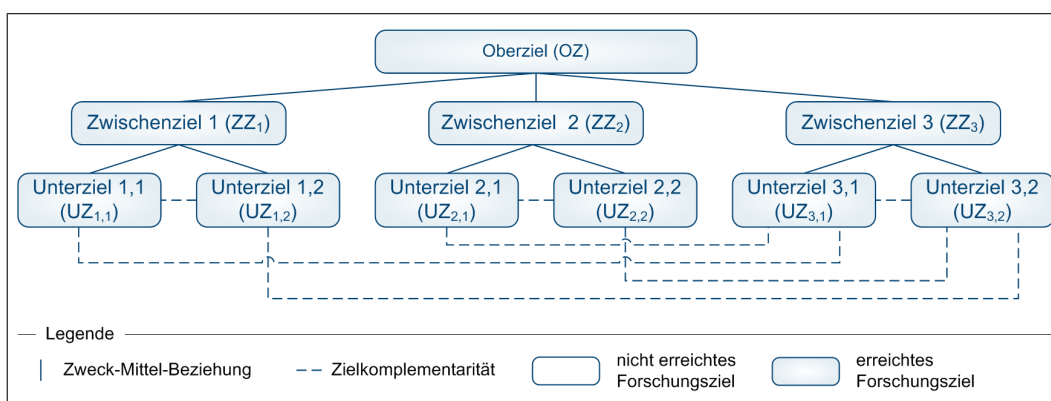 Oberziel (OZ)
Zwischenziel 1 (ZZ₁)
Zwischenziel 2 (ZZ₂)
Zwischenziel 3 (ZZ₃)
Unterziel 1,1
(UZ₁,₁)
Unterziel 1,2
(UZ₁,₂)
Unterziel 2,1
(UZ₂,₁)
Unterziel 2,2
(UZ₂,₂)
Unterziel 3,1
(UZ₃,₁)
Unterziel 3,2
(UZ₃,₂)
Legende
Zweck-Mittel-Beziehung
Zielkomplementarität
nicht erreichtes
Forschungsziel
erreichtes
Forschungsziel